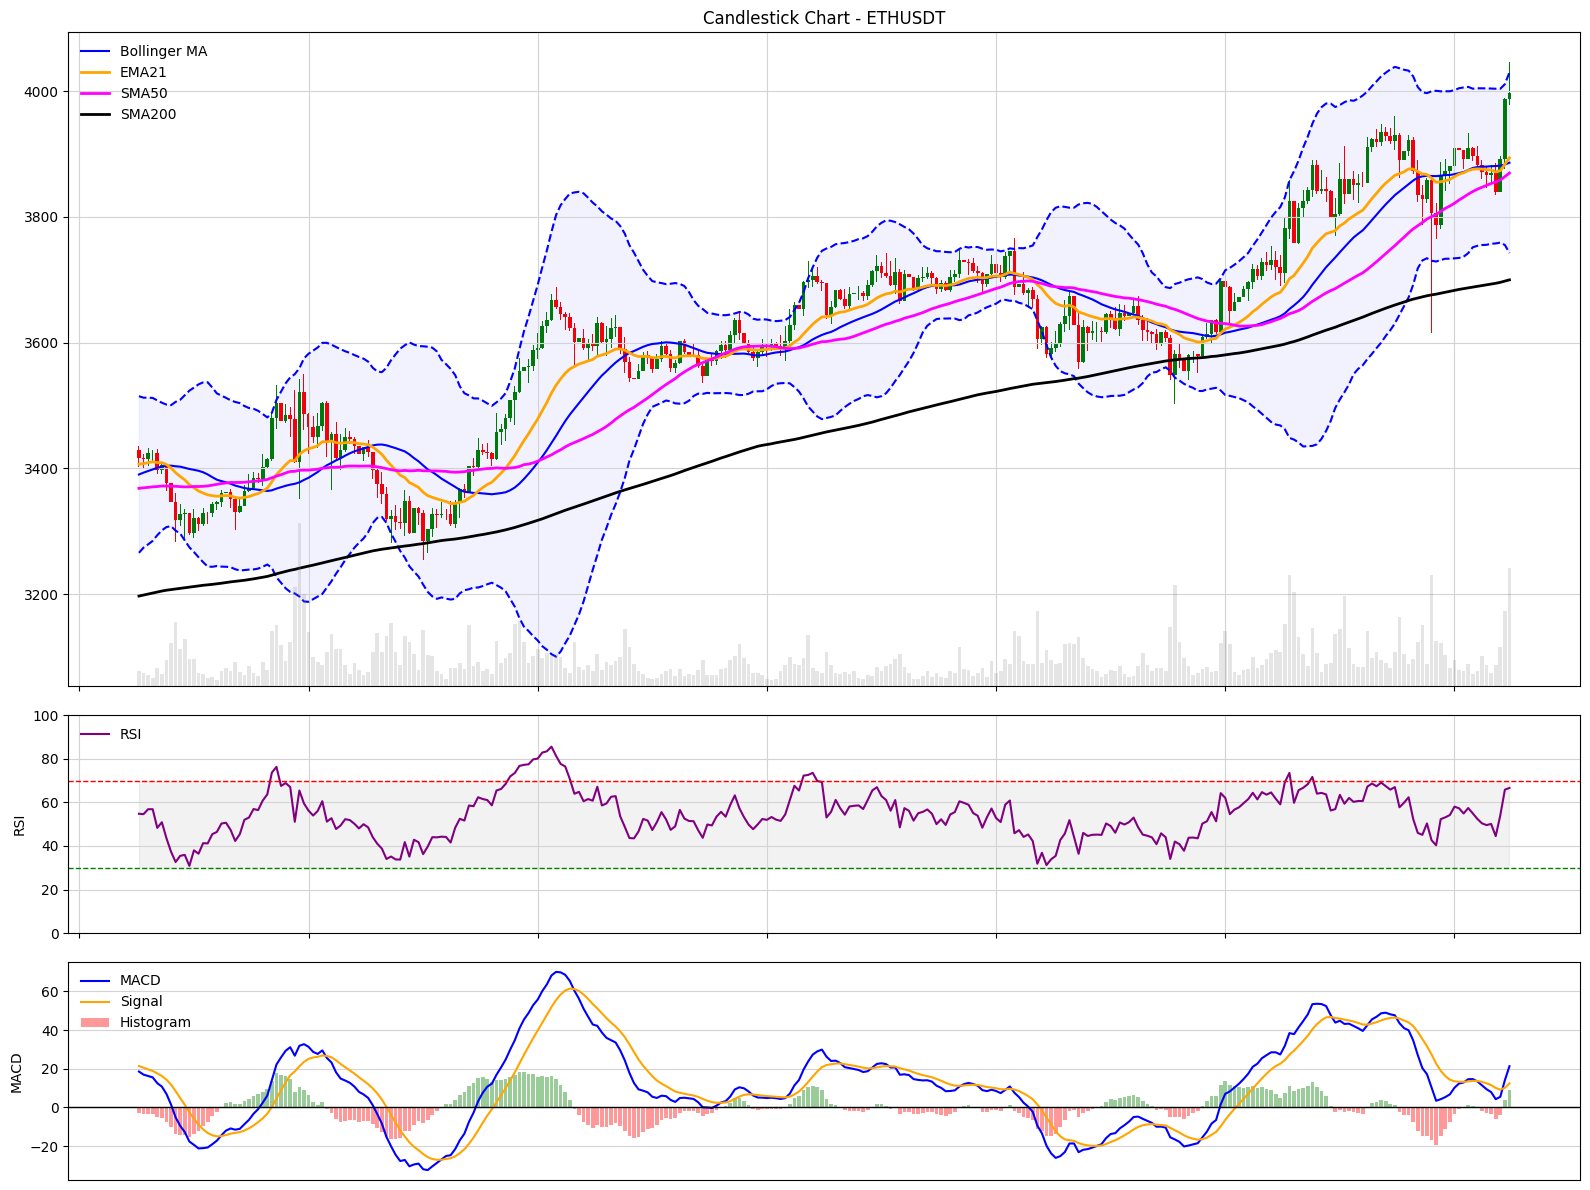 Candlestick Chart - ETHUSDT
Bollinger MA
EMA21
SMA50
SMA200
4000
3800
3600
3400
3200
RSI
100
80
60
40
20
0
RSI
MACD
Signal
Histogram
60
40
20
0
−20
MACD